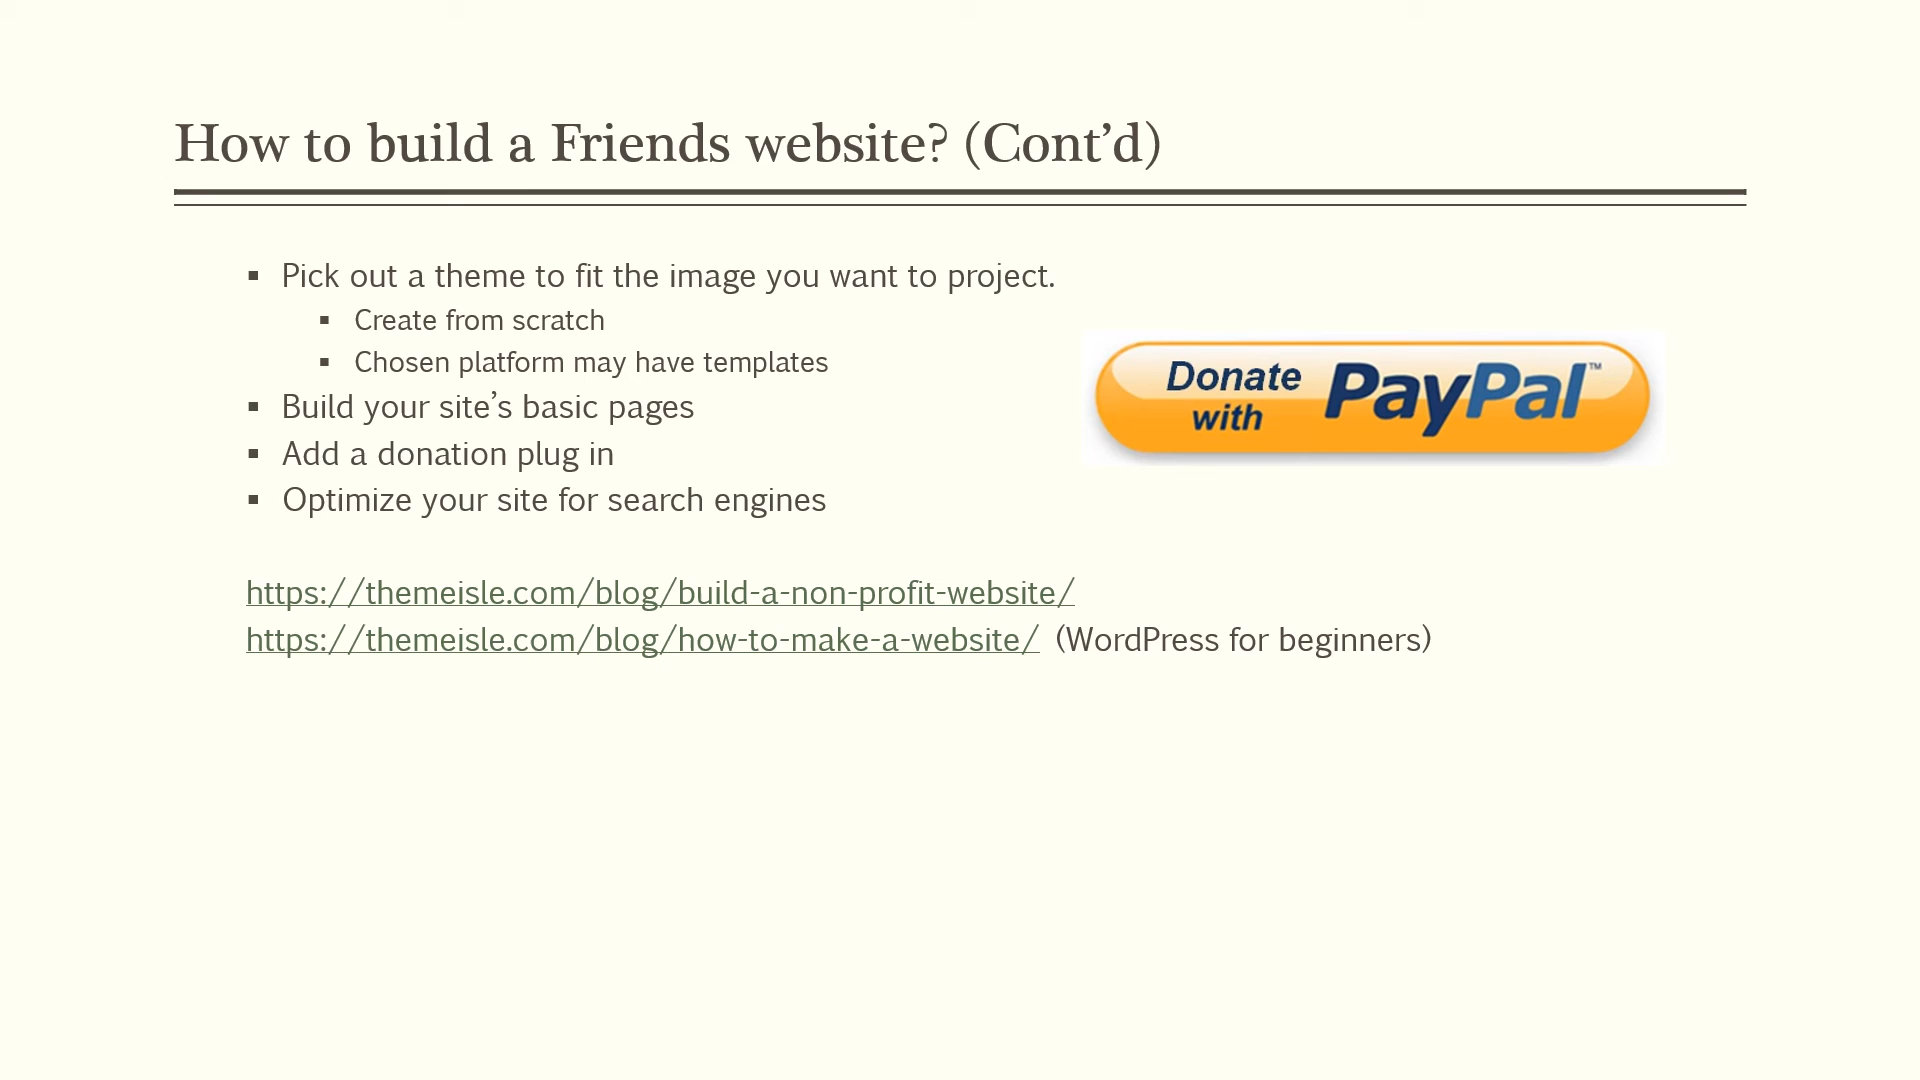 How to build a Friends website? (Cont’d)
▪ Pick out a theme to fit the image you want to project.
▪ Create from scratch
▪ Chosen platform may have templates
▪ Build your site’s basic pages
▪ Add a donation plug in
▪ Optimize your site for search engines
Donate with PayPal™
https://themeisle.com/blog/build-a-non-profit-website/
https://themeisle.com/blog/how-to-make-a-website/ (WordPress for beginners)